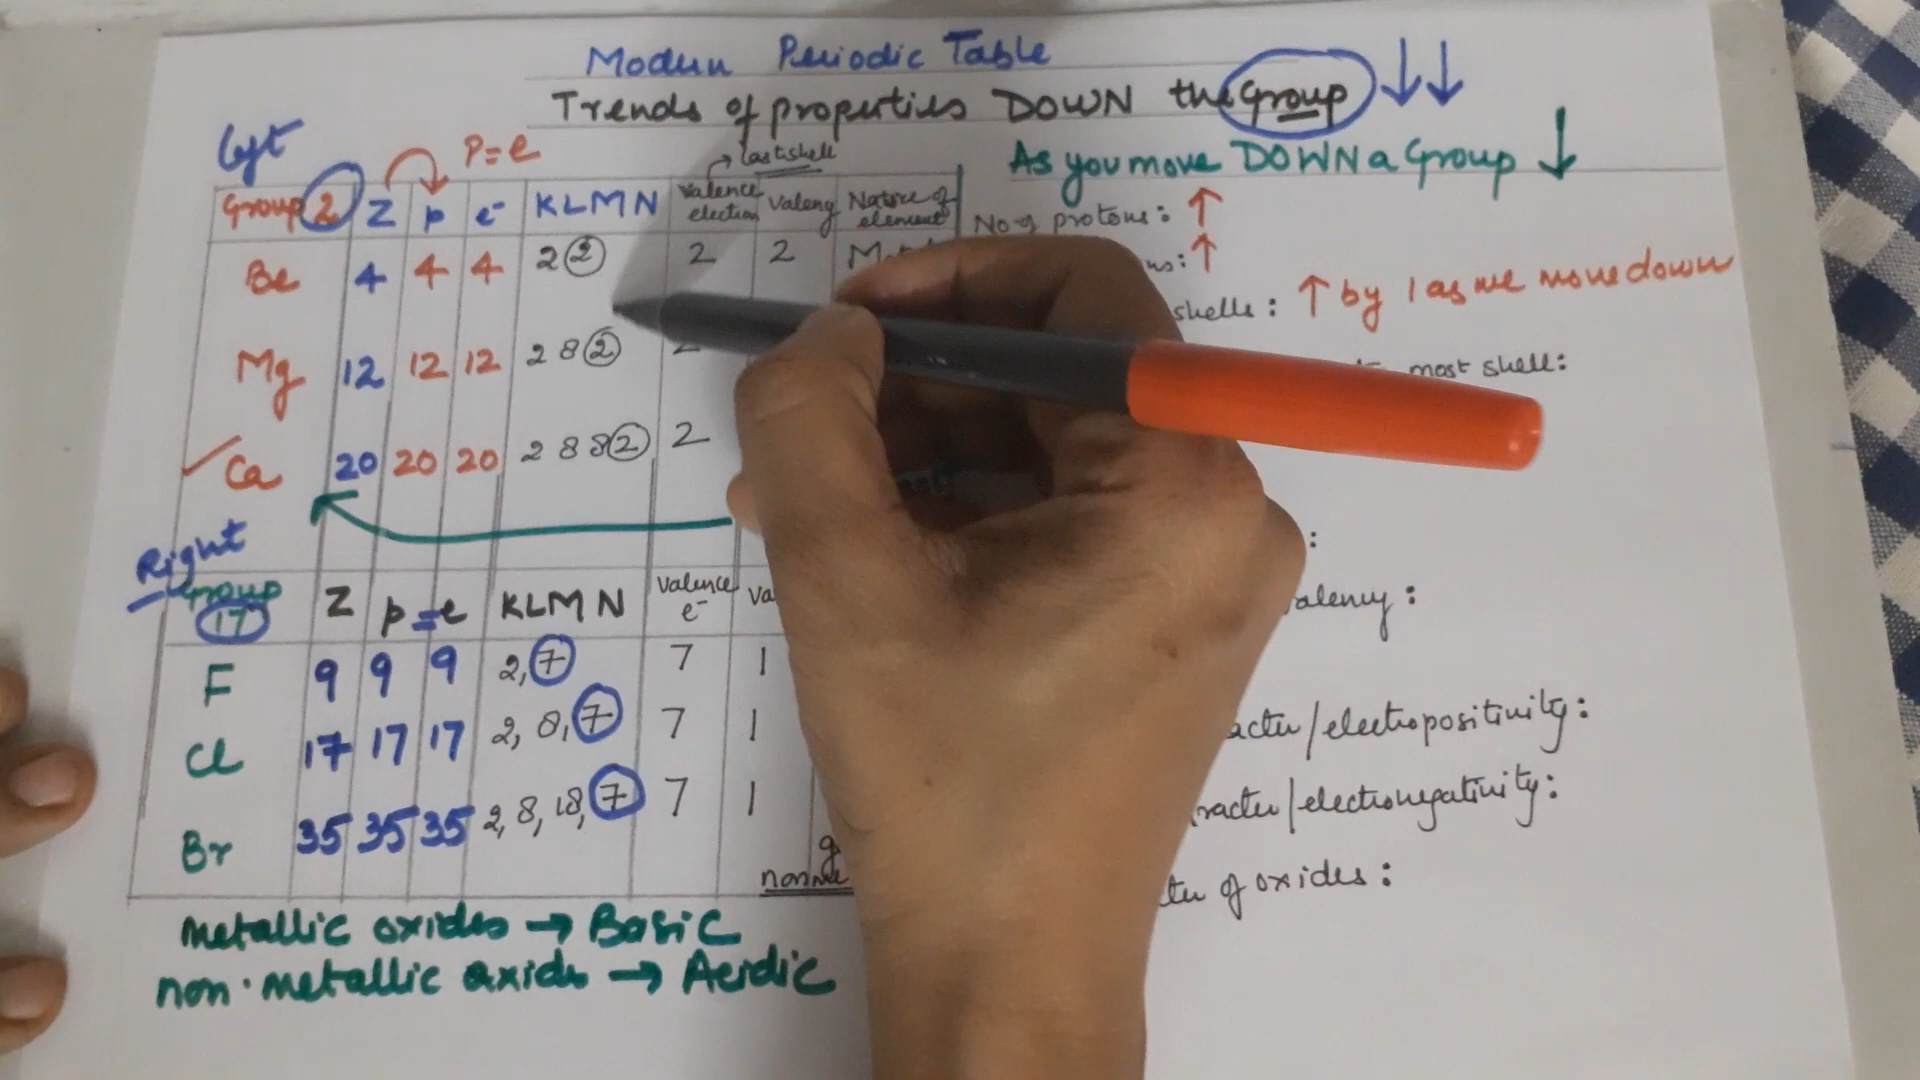 Modern Periodic Table
Trends of properties DOWN the Group
left
P=e
last shell
As you move DOWN a Group
Group 2 Z p e- KLMN Valence election Valency Nature of element
No of protons: ↑
Be 4 4 4 2 2 2 2
: ↑
shells: ↑ by 1 as we move down
Mg 12 12 12 2 8 2
most shell:
Ca 20 20 20 2 8 8 2 2
Right
:
Group 17 Z p=e KLMN Valence e-
alency:
F 9 9 9 2, 7 7 1
Cl 17 17 17 2, 8, 7 7 1
/electropositivity:
Br 35 35 35 2, 8, 18, 7 7 1
/electronegativity:
of oxides:
metallic oxides → Basic
non-metallic oxides → Acidic